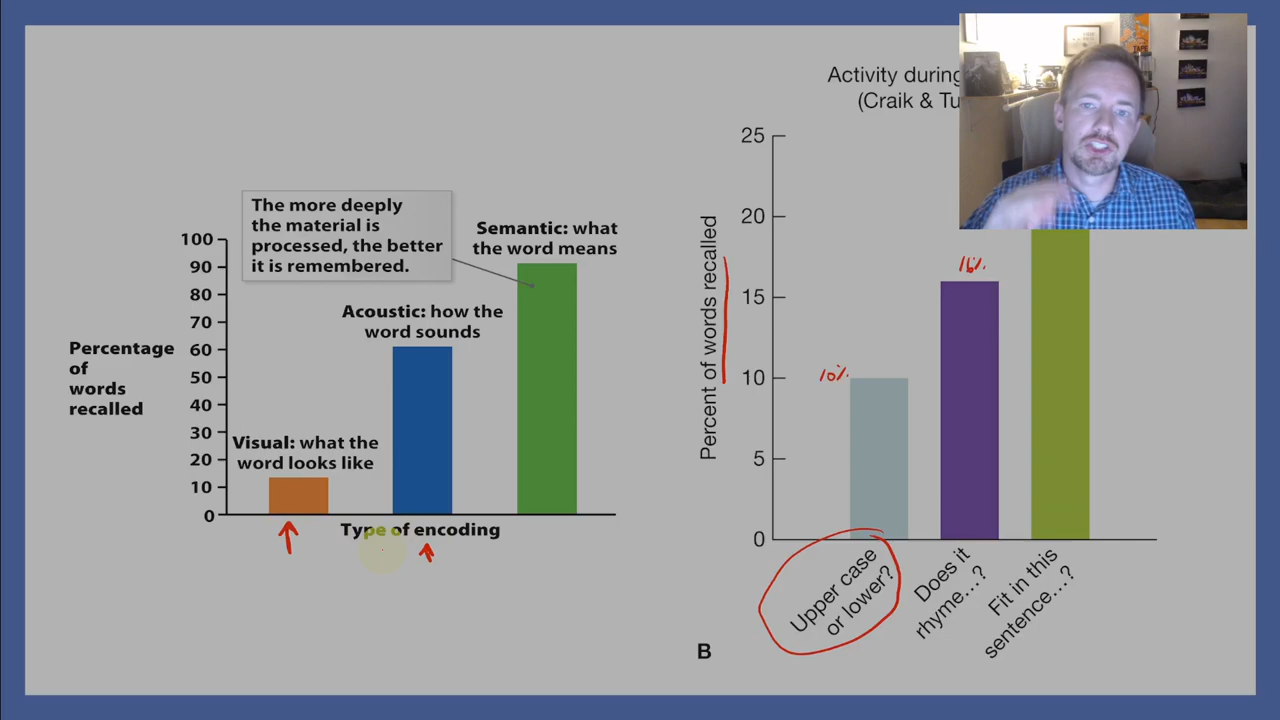 The more deeply
the material is
processed, the better
it is remembered.
Semantic: what
the word means
Acoustic: how the
word sounds
Visual: what the
word looks like
Percentage
of
words
recalled
100
90
80
70
60
50
40
30
20
10
0
Type of encoding
Activity during
(Craik & Tu
25
20
15
10
5
0
Percent of words recalled
10%
16%
Upper case
or lower?
Does it
rhyme...?
Fit in this
sentence...?
B
TAPE